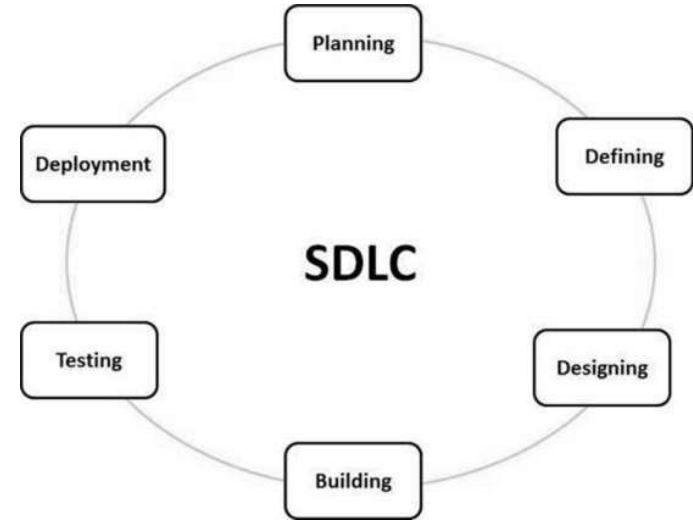 Planning
Defining
Designing
Building
Testing
Deployment
SDLC